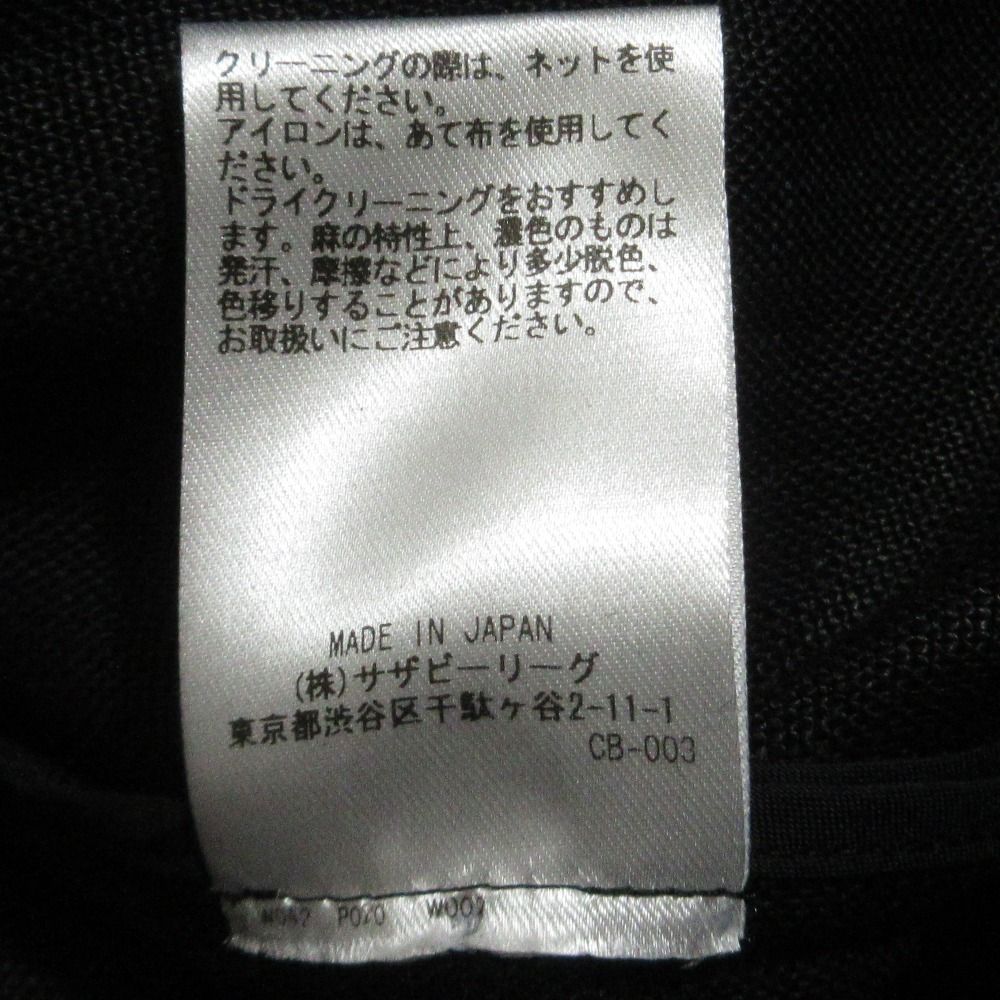 クリーニングの際は、ネットを使
用してください。
アイロンは、あて布を使用してく
ださい。
ドライクリーニングをおすすめし
ます。麻の特性上、濃色のものは
発汗、摩擦などにより多少脱色、
色移りすることがありますので、
お取扱いにご注意ください。
MADE IN JAPAN
(株)サザビーリーグ
東京都渋谷区千駄ヶ谷2-11-1
CB-003